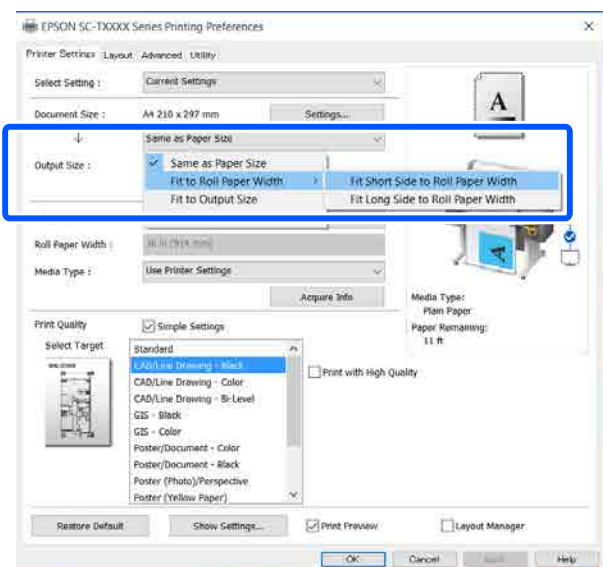 EPSON SC-TXXXX Series Printing Preferences
Printer Settings Layout Advanced Utility
Select Setting : Current Settings
Document Size : A4 210 x 297 mm Settings...
Same as Paper Size
Output Size : Same as Paper Size
Fit to Roll Paper Width Fit Short Side to Roll Paper Width
Fit to Output Size Fit Long Side to Roll Paper Width
Roll Paper Width :
Media Type : Use Printer Settings
Acquire Info
Media Type:
Plain Paper
Paper Remaining:
11 ft
Print Quality Simple Settings
Select Target
Standard
CAD/Line Drawing - Black
Print with High Quality
CAD/Line Drawing - Color
CAD/Line Drawing - Bi-Level
GIS - Black
GIS - Color
Poster/Document - Color
Poster/Document - Black
Poster (Photo)/Perspective
Poster (Yellow Paper)
Restore Default Show Settings... Print Preview Layout Manager
OK Cancel Help
A
A